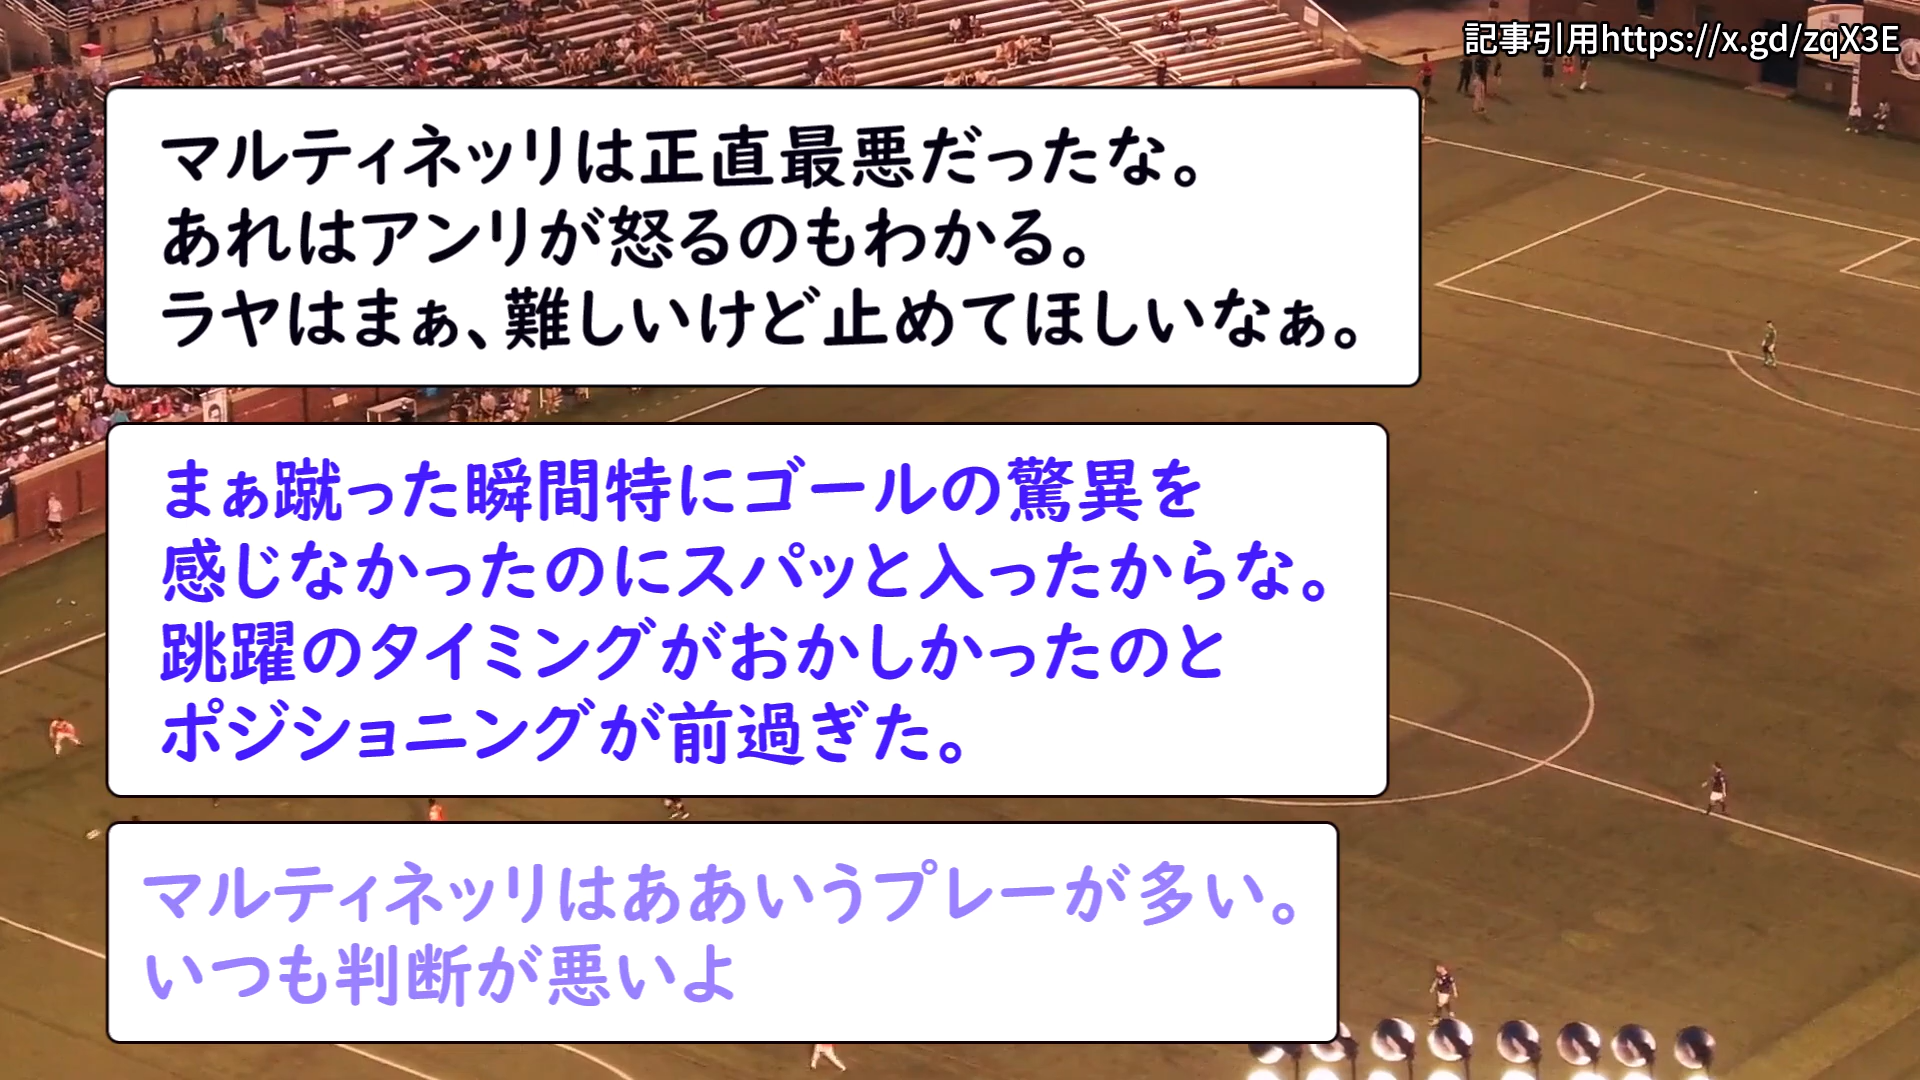 記事引用https://x.gd/zqX3E
マルティネッリは正直最悪だったな。
あれはアンリが怒るのもわかる。
ラヤはまぁ、難しいけど止めてほしいなぁ。
まぁ蹴った瞬間特にゴールの驚異を
感じなかったのにスパッと入ったからな。
跳躍のタイミングがおかしかったのと
ポジショニングが前過ぎた。
マルティネッリはああいうプレーが多い。
いつも判断が悪いよ